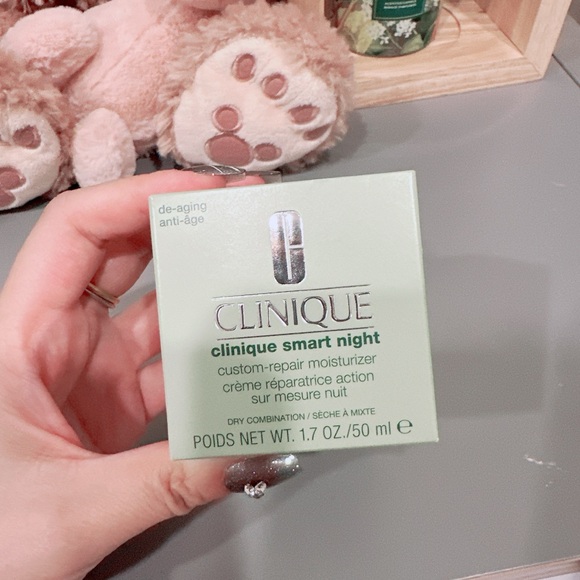 de-aging
anti-âge
CLINIQUE
clinique smart night
custom-repair moisturizer
crème réparatrice action
sur mesure nuit
DRY COMBINATION / SÈCHE À MIXTE
POIDS NET WT. 1.7 OZ./50 ml ℮